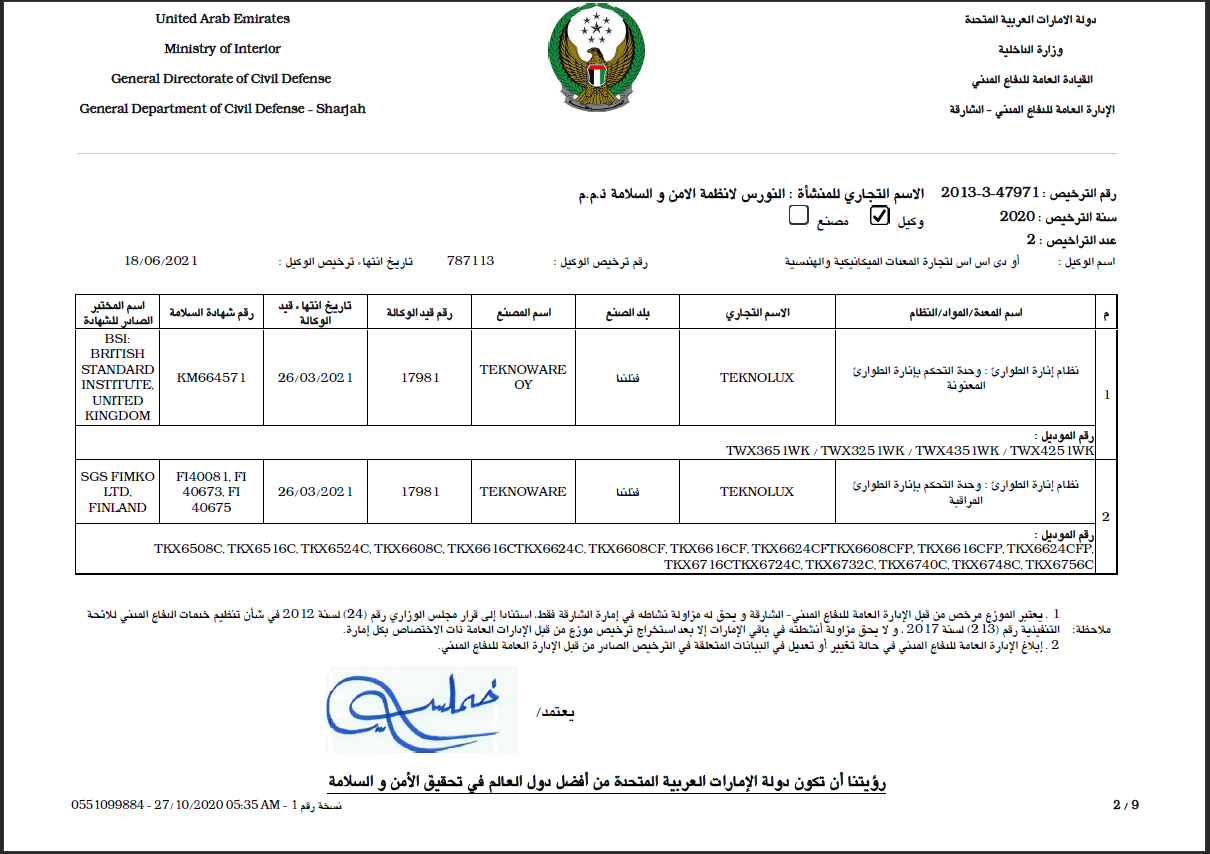 United Arab Emirates
Ministry of Interior
General Directorate of Civil Defense
General Department of Civil Defense - Sharjah
دولة الامارات العربية المتحدة
وزارة الداخلية
القيادة العامة للدفاع المبني
الإدارة العامة للدفاع المبني - الشارقة
رقم الترخيص : 2013-3-47971 الاسم التجاري للمنشأة : النورس لانظمة الامن و السلامة ذ.م.م
سنة الترخيص : 2020 وكيل مصنع
عدد التراخيص : 2
اسم الوكيل : أو دى اس اس لتجارة المعدات الميكانيكية والهندسية رقم ترخيص الوكيل : 787113 تاريخ انتهاء ترخيص الوكيل : 18/06/2021
م
اسم المعدة/المواد/النظام
الاسم التجاري
بلد الصنع
اسم المصنع
رقم قيد الوكالة
تاريخ انتهاء قيد
الوكالة
رقم شهادة السلامة
اسم المختبر
الصادر للشهادة
1
نظام إنارة الطوارئ : وحدة التحكم بإنارة الطوارئ
المعنونة
TEKNOLUX
فنلندا
TEKNOWARE
OY
17981
26/03/2021
KM664571
BSI:
BRITISH
STANDARD
INSTITUTE,
UNITED
KINGDOM
رقم الموديل :
TWX3651WK / TWX3251WK / TWX4351WK / TWX4251WK
2
نظام إنارة الطوارئ : وحدة التحكم بإنارة الطوارئ
المراقبة
TEKNOLUX
فنلندا
TEKNOWARE
17981
26/03/2021
FI40081, FI
40673, FI
40675
SGS FIMKO
LTD,
FINLAND
رقم الموديل :
TKX6508C, TKX6516C, TKX6524C, TKX6608C, TKX6616CTKX6624C, TKX6608CF, TKX6616CF, TKX6624CFTKX6608CFP, TKX6616CFP, TKX6624CFP,
TKX6716CTKX6724C, TKX6732C, TKX6740C, TKX6748C, TKX6756C
ملاحظة:
1 . يعتبر الموزع مرخص من قبل الإدارة العامة للدفاع المبني- الشارقة و يحق له مزاولة نشاطه في إمارة الشارقة فقط. استنادا إلى قرار مجلس الوزاري رقم (24) لسنة 2012 في شأن تنظيم خدمات الدفاع المبني للائحة
التنفيذية رقم (213) لسنة 2017 . و لا يحق مزاولة أنشطته في باقي الإمارات إلا بعد استخراج ترخيص موزع من قبل الإدارات العامة ذات الاختصاص بكل إمارة.
2 . إبلاغ الإدارة العامة للدفاع المبني في حالة تغيير أو تعديل في البيانات المتعلقة في الترخيص الصادر من قبل الإدارة العامة للدفاع المبني.
يعتمد/
رؤيتنا أن تكون دولة الإمارات العربية المتحدة من أفضل دول العالم في تحقيق الأمن و السلامة
0551099884 - 27/10/2020 05:35 AM - نسخة رقم 1
2 / 9